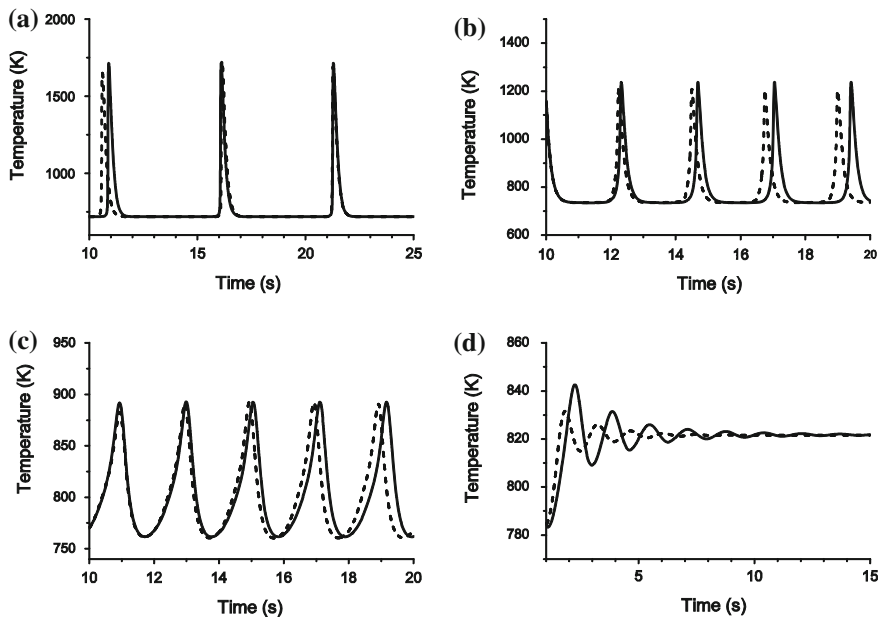 (a)
2000
1500
1000
Temperature (K)
10 15 20 25
Time (s)
(b)
1400
1200
1000
800
600
Temperature (K)
10 12 14 16 18 20
Time (s)
(c)
950
900
850
800
750
Temperature (K)
10 12 14 16 18 20
Time (s)
(d)
860
840
820
800
780
760
Temperature (K)
5 10 15
Time (s)